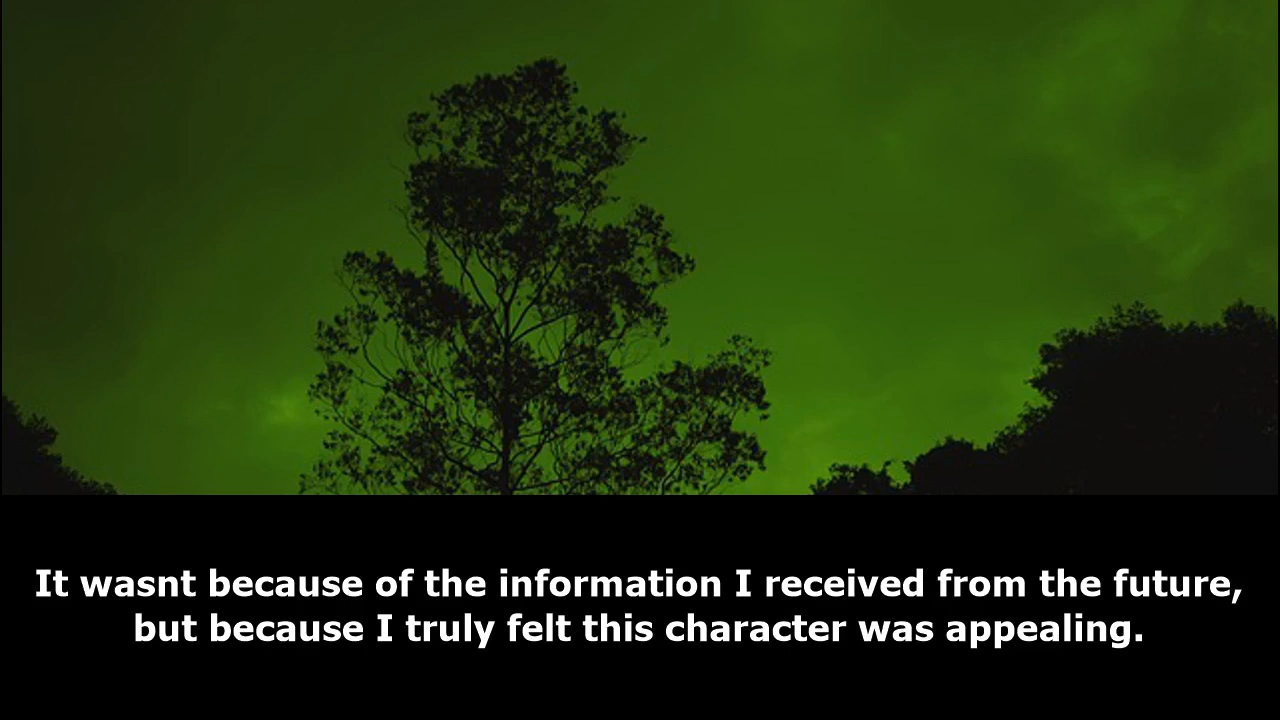 It wasnt because of the information I received from the future,
but because I truly felt this character was appealing.